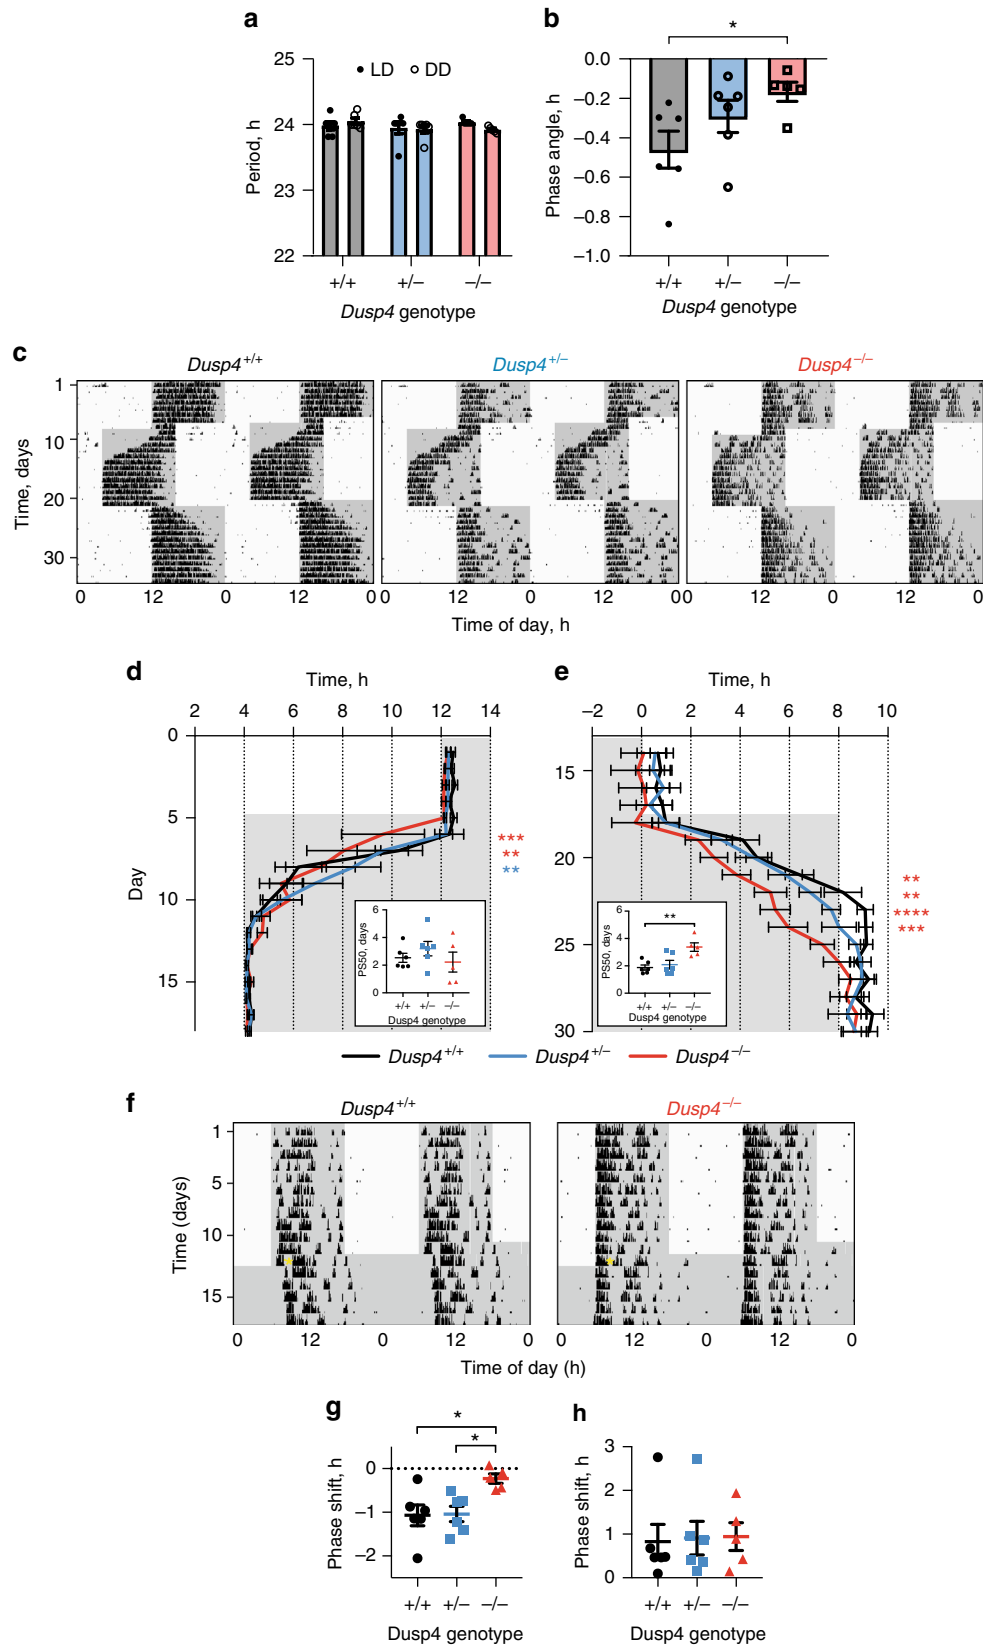 a
b
25
24
23
22
Period, h
LD
DD
+/+
+/–
–/–
Dusp4 genotype
*
0.0
–0.2
–0.4
–0.6
–0.8
–1.0
Phase angle, h
+/+
+/–
–/–
Dusp4 genotype
c
Dusp4+/+
Dusp4+/–
Dusp4–/–
1
10
20
30
Time, days
0 12 0 12 0
0 12 0 12 0
0 12 0 12 0
Time of day, h
d
Time, h
2 4 6 8 10 12 14
0
5
10
15
Day
***
**
**
6
4
2
0
PS50, days
+/+
+/–
–/–
Dusp4 genotype
e
Time, h
–2 0 2 4 6 8 10
15
20
25
30
**
**
****
***
**
6
4
2
0
PS50, days
+/+
+/–
–/–
Dusp4 genotype
Dusp4+/+
Dusp4+/–
Dusp4–/–
f
Dusp4+/+
Dusp4–/–
1
5
10
15
Time (days)
0 12 0 12 0
0 12 0 12 0
Time of day (h)
g
*
*
0
–1
–2
Phase shift, h
+/+
+/–
–/–
Dusp4 genotype
h
3
2
1
0
Phase shift, h
+/+
+/–
–/–
Dusp4 genotype